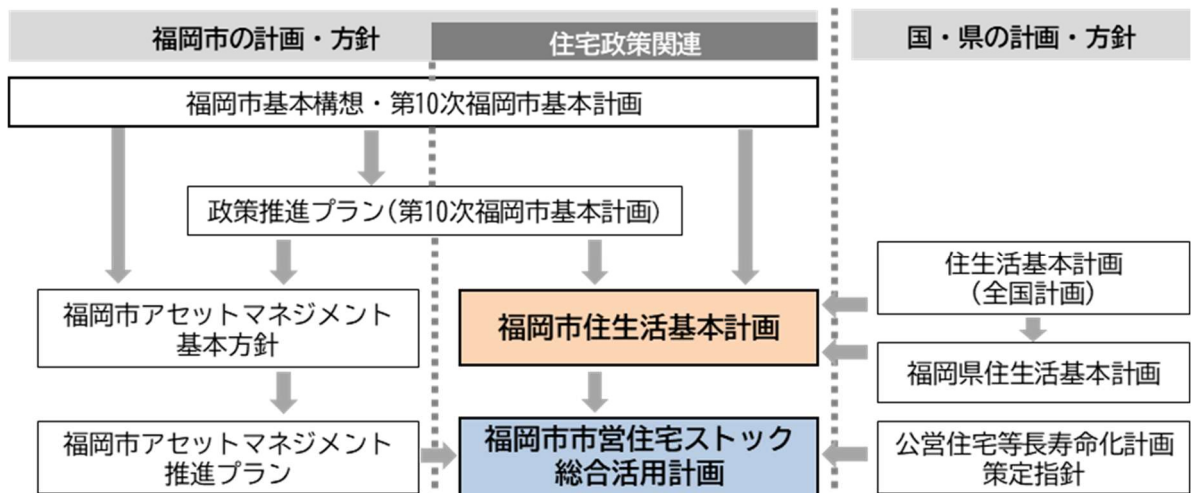 福岡市の計画・方針
住宅政策関連
国・県の計画・方針
福岡市基本構想・第10次福岡市基本計画
政策推進プラン(第10次福岡市基本計画)
福岡市アセットマネジメント
基本方針
福岡市住生活基本計画
住生活基本計画
(全国計画)
福岡県住生活基本計画
福岡市アセットマネジメント
推進プラン
福岡市市営住宅ストック
総合活用計画
公営住宅等長寿命化計画
策定指針